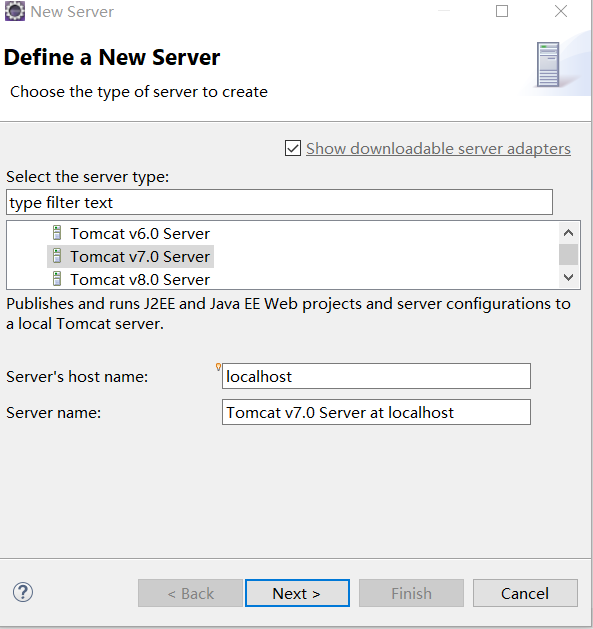 New Server
Define a New Server
Choose the type of server to create
Show downloadable server adapters
Select the server type:
type filter text
Tomcat v6.0 Server
Tomcat v7.0 Server
Tomcat v8.0 Server
Publishes and runs J2EE and Java EE Web projects and server configurations to
a local Tomcat server.
Server's host name: localhost
Server name: Tomcat v7.0 Server at localhost
? < Back Next > Finish Cancel